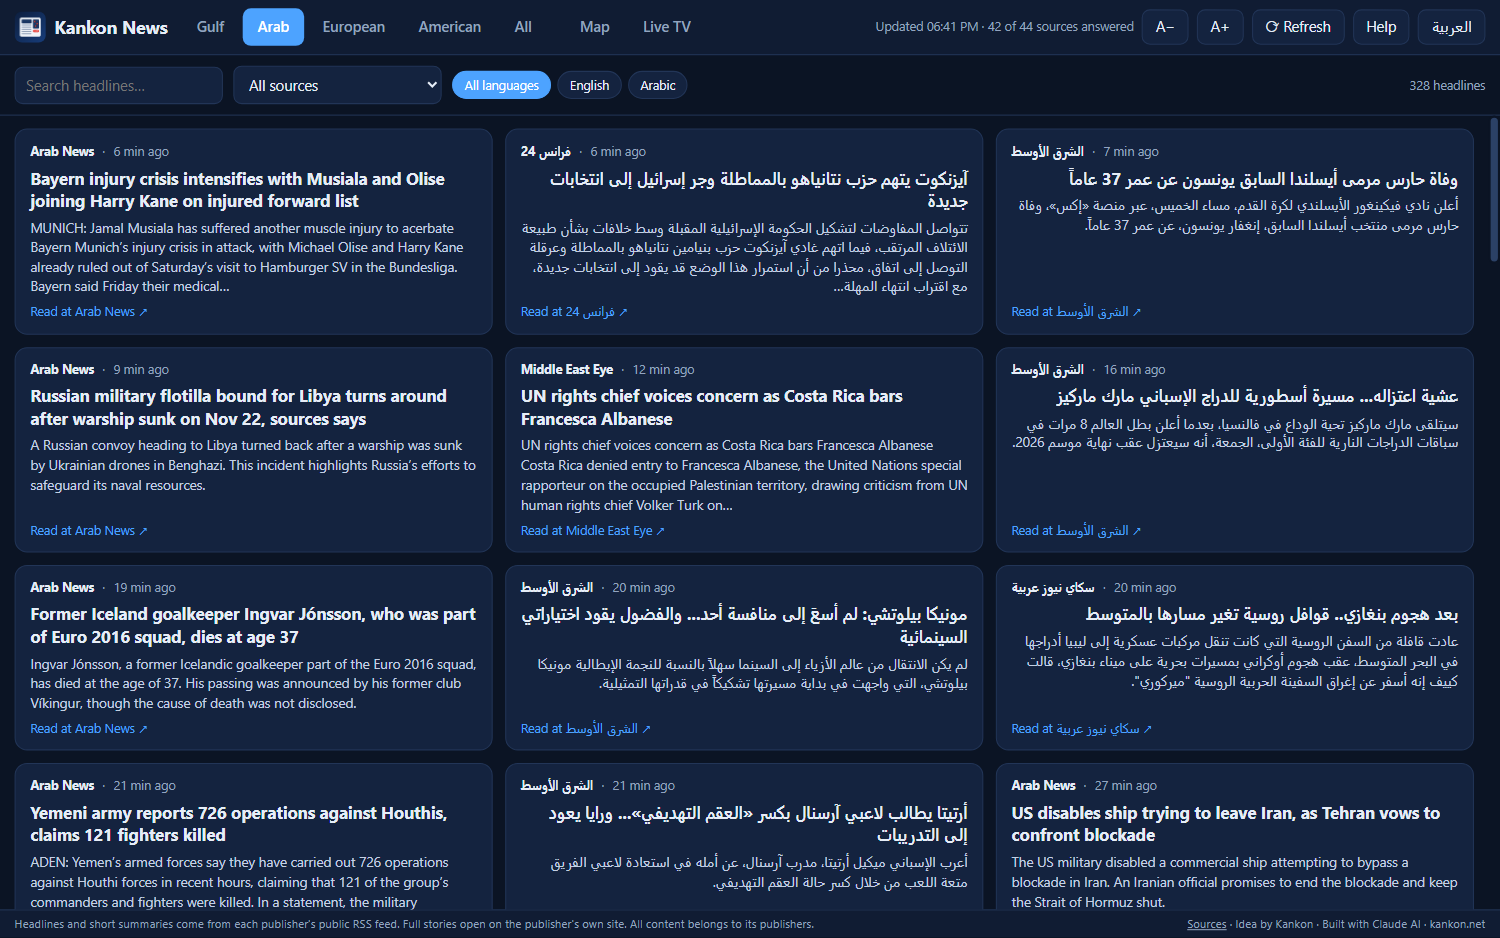 Kankon News
Gulf
Arab
European
American
All
Map
Live TV
Updated 06:41 PM · 42 of 44 sources answered
A−
A+
⟳ Refresh
Help
العربية
Search headlines...
All sources
All languages
English
Arabic
328 headlines
Arab News · 6 min ago
Bayern injury crisis intensifies with Musiala and Olise
joining Harry Kane on injured forward list
MUNICH: Jamal Musiala has suffered another muscle injury to acerbate
Bayern Munich's injury crisis in attack, with Michael Olise and Harry Kane
already ruled out of Saturday's visit to Hamburger SV in the Bundesliga.
Bayern said Friday their medical...
Read at Arab News ↗
فرانس 24 · 6 min ago
آيزنكوت يتهم حزب نتانياهو بالمماطلة وجر إسرائيل إلى انتخابات
جديدة
تتواصل المفاوضات لتشكيل الحكومة الإسرائيلية المقبلة وسط خلافات بشأن طبيعة
الائتلاف المرتقب، فيما اتهم غادي آيزنكوت حزب بنيامين نتانياهو بالمماطلة وعرقلة
التوصل إلى اتفاق، محذرا من أن استمرار هذا الوضع قد يقود إلى انتخابات جديدة،
مع اقتراب انتهاء المهلة...
Read at فرانس 24 ↗
الشرق الأوسط · 7 min ago
وفاة حارس مرمى أيسلندا السابق يونسون عن عمر 37 عاماً
أعلن نادي فيكينغور الأيسلندي لكرة القدم، مساء الخميس، عبر منصة «إكس»، وفاة
حارس مرمى منتخب أيسلندا السابق، إنغفار يونسون، عن عمر 37 عاماً.
Read at الشرق الأوسط ↗
Arab News · 9 min ago
Russian military flotilla bound for Libya turns around
after warship sunk on Nov 22, sources says
A Russian convoy heading to Libya turned back after a warship was sunk
by Ukrainian drones in Benghazi. This incident highlights Russia's efforts to
safeguard its naval resources.
Read at Arab News ↗
Middle East Eye · 12 min ago
UN rights chief voices concern as Costa Rica bars
Francesca Albanese
UN rights chief voices concern as Costa Rica bars Francesca Albanese
Costa Rica denied entry to Francesca Albanese, the United Nations special
rapporteur on the occupied Palestinian territory, drawing criticism from UN
human rights chief Volker Turk on...
Read at Middle East Eye ↗
الشرق الأوسط · 16 min ago
عشية اعتزاله... مسيرة أسطورية للدراج الإسباني مارك ماركيز
سيتلقى مارك ماركيز تحية الوداع في فالنسيا، بعدما أعلن بطل العالم 8 مرات في
سباقات الدراجات النارية للفئة الأولى، الجمعة، أنه سيعتزل عقب نهاية موسم 2026.
Read at الشرق الأوسط ↗
Arab News · 19 min ago
Former Iceland goalkeeper Ingvar Jónsson, who was part
of Euro 2016 squad, dies at age 37
Ingvar Jónsson, a former Icelandic goalkeeper part of the Euro 2016 squad,
has died at the age of 37. His passing was announced by his former club
Víkingur, though the cause of death was not disclosed.
Read at Arab News ↗
الشرق الأوسط · 20 min ago
مونيكا بيلوتشي: لم أسعَ إلى منافسة أحد... والفضول يقود اختياراتي
السينمائية
لم يكن الانتقال من عالم الأزياء إلى السينما سهلاً بالنسبة للنجمة الإيطالية مونيكا
بيلوتشي، التي واجهت في بداية مسيرتها تشكيكاً في قدراتها التمثيلية.
Read at الشرق الأوسط ↗
سكاي نيوز عربية · 20 min ago
بعد هجوم بنغازي.. قوافل روسية تغير مسارها بالمتوسط
عادت قافلة من السفن الروسية التي كانت تنقل مركبات عسكرية إلى ليبيا أدراجها
في البحر المتوسط، عقب هجوم أوكراني بمسيرات بحرية على ميناء بنغازي، قالت
كييف إنه أسفر عن إغراق السفينة الحربية الروسية "ميركوري".
Read at سكاي نيوز عربية ↗
Arab News · 21 min ago
Yemeni army reports 726 operations against Houthis,
claims 121 fighters killed
ADEN: Yemen's armed forces say they have carried out 726 operations
against Houthi forces in recent hours, claiming that 121 of the group's
commanders and fighters were killed. In a statement, the military
الشرق الأوسط · 21 min ago
أرتيتا يطالب لاعبي آرسنال بكسر «العقم التهديفي»... ورايا يعود
إلى التدريبات
أعرب الإسباني ميكيل أرتيتا، مدرب آرسنال، عن أمله في استعادة لاعبي الفريق
متعة اللعب من خلال كسر حالة العقم التهديفي.
Arab News · 27 min ago
US disables ship trying to leave Iran, as Tehran vows to
confront blockade
The US military disabled a commercial ship attempting to bypass a
blockade in Iran. An Iranian official promises to end the blockade and keep
the Strait of Hormuz shut.
Headlines and short summaries come from each publisher's public RSS feed. Full stories open on the publisher's own site. All content belongs to its publishers.
Sources · Idea by Kankon · Built with Claude AI · kankon.net